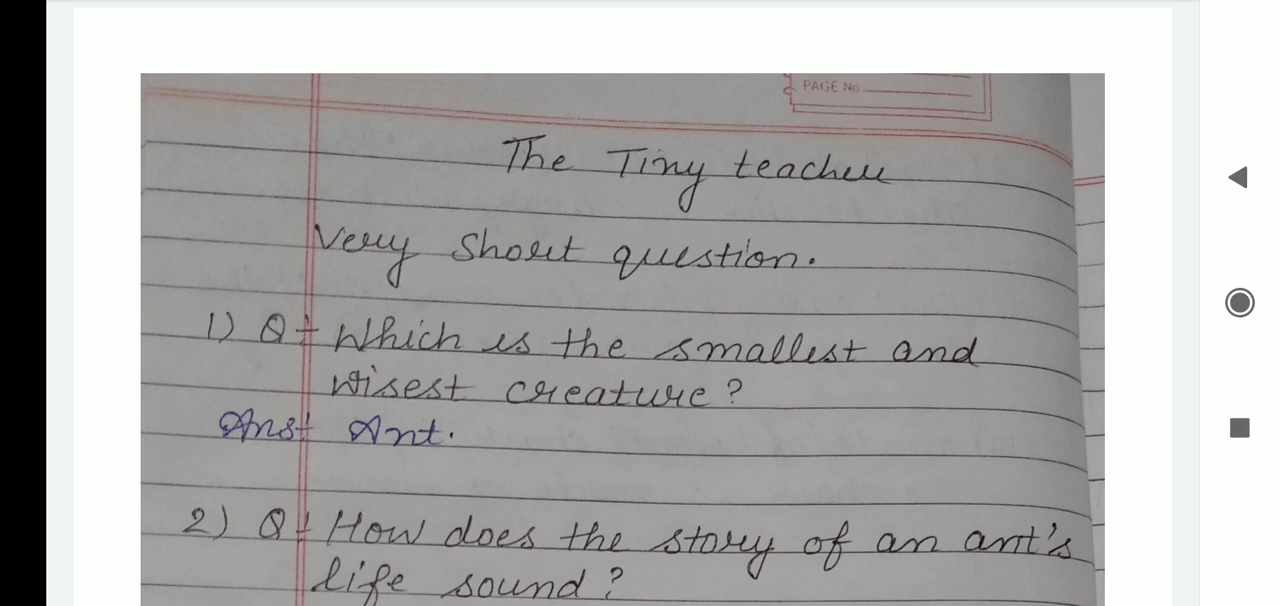 PAGE No
The Tiny teacher
Very Short question.
1) Q:- Which is the smallest and
wisest creature?
Ans:- Ant.
2) Q:- How does the story of an ant's
life sound?